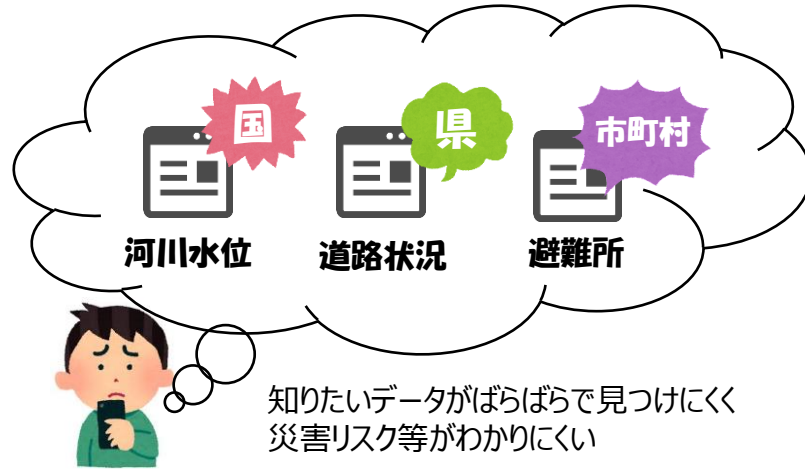 国
県
市町村
河川水位
道路状況
避難所
知りたいデータがばらばらで見つけにくく
災害リスク等がわかりにくい